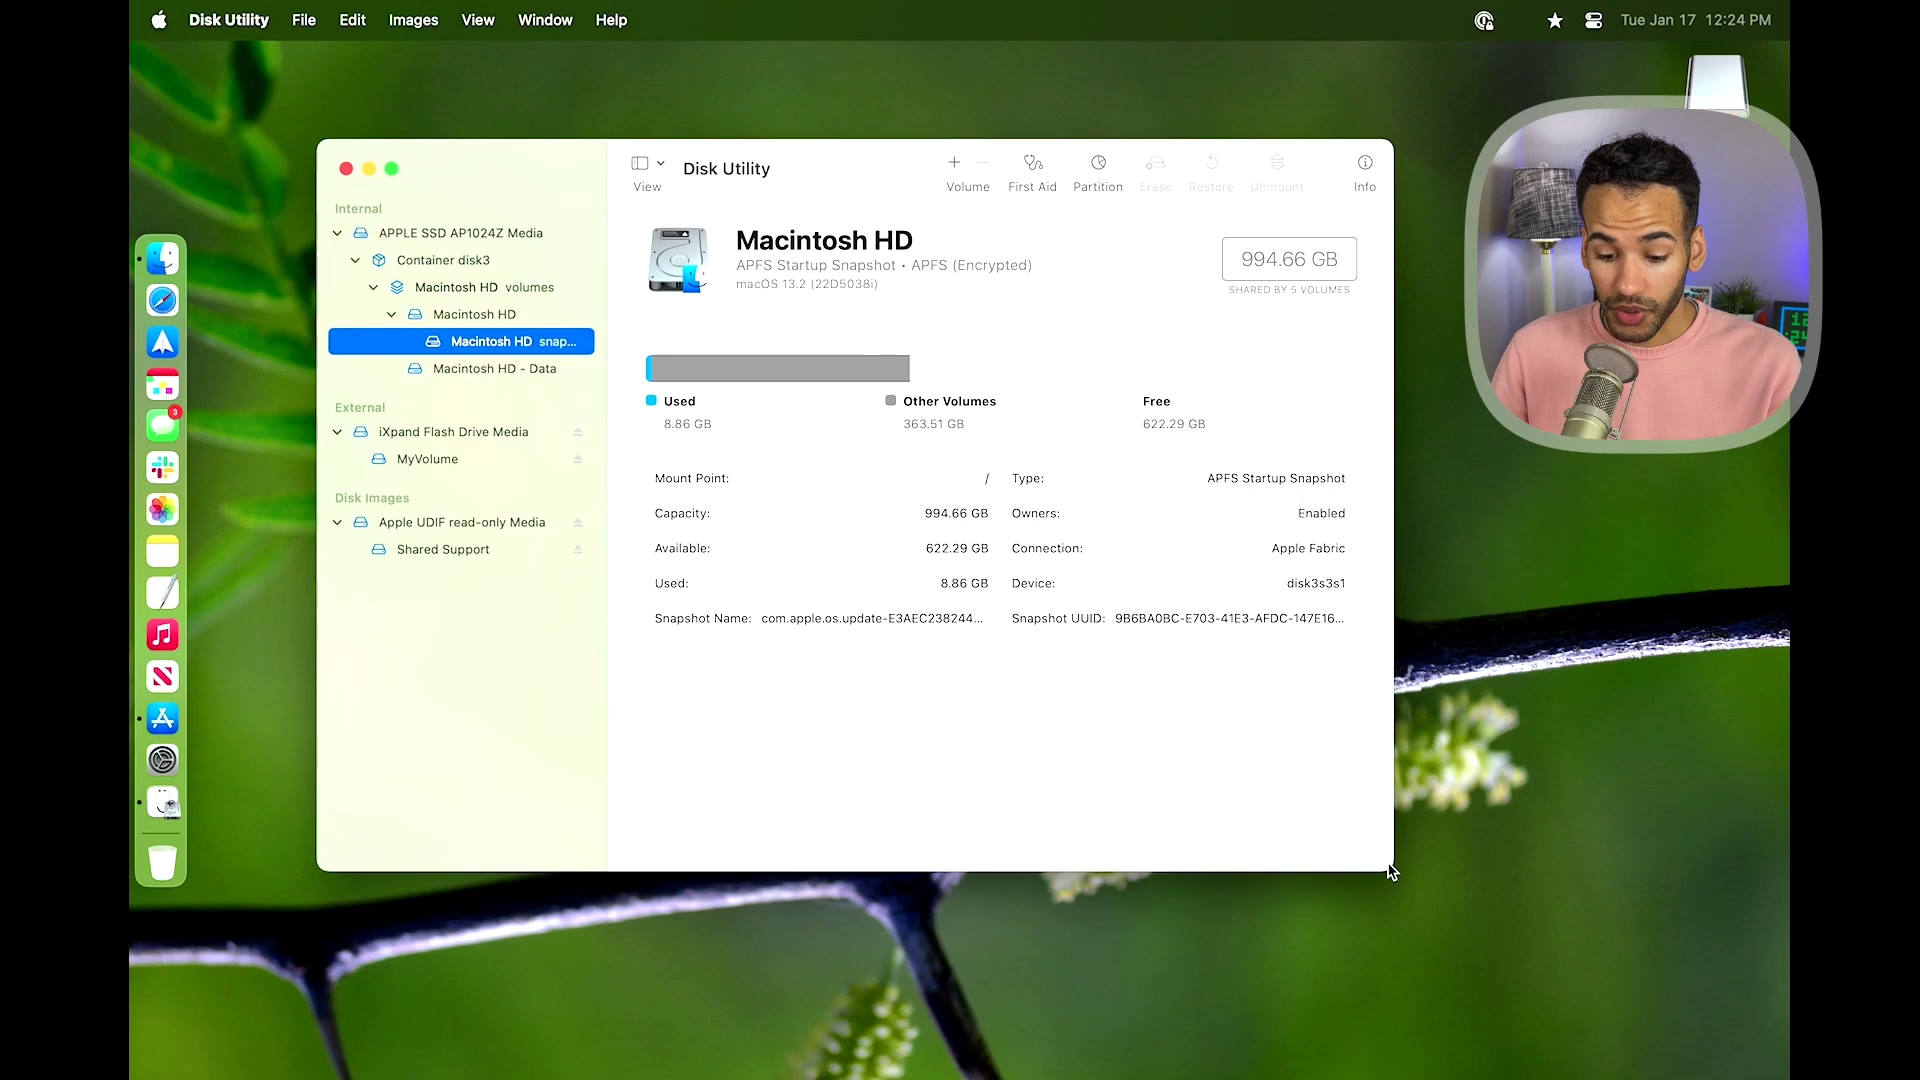 Disk Utility File Edit Images View Window Help Tue Jan 17 12:24 PM
Disk Utility
View Volume First Aid Partition Erase Restore Unmount Info
Internal
APPLE SSD AP1024Z Media
Container disk3
Macintosh HD volumes
Macintosh HD
Macintosh HD snap...
Macintosh HD - Data
External
iXpand Flash Drive Media
MyVolume
Disk Images
Apple UDIF read-only Media
Shared Support
3
Macintosh HD
APFS Startup Snapshot • APFS (Encrypted)
macOS 13.2 (22D5038i)
994.66 GB
SHARED BY 5 VOLUMES
Used
8.86 GB
Other Volumes
363.51 GB
Free
622.29 GB
Mount Point: / Type: APFS Startup Snapshot
Capacity: 994.66 GB Owners: Enabled
Available: 622.29 GB Connection: Apple Fabric
Used: 8.86 GB Device: disk3s3s1
Snapshot Name: com.apple.os.update-E3AEC238244... Snapshot UUID: 9B6BA0BC-E703-41E3-AFDC-147E16...